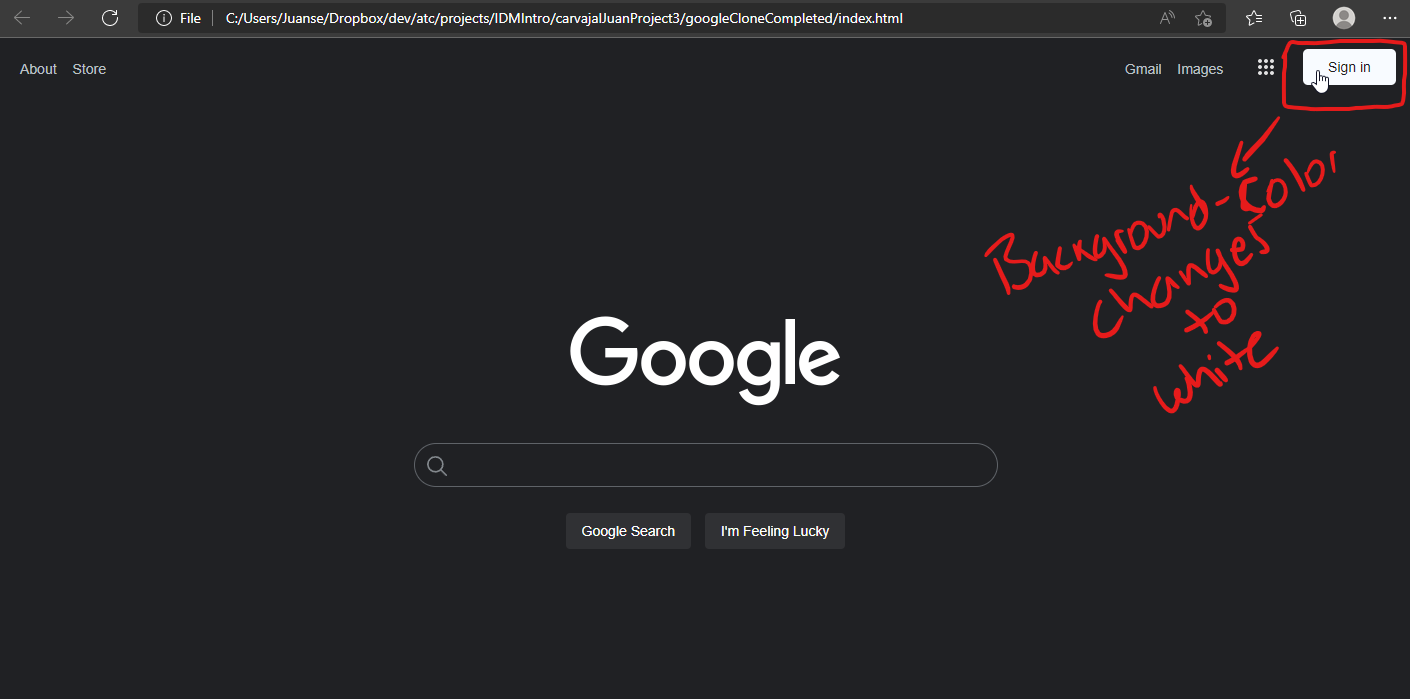 File C:/Users/Juanse/Dropbox/dev/atc/projects/IDMIntro/carvajalJuanProject3/googleCloneCompleted/index.html
About Store Gmail Images Sign in
Background-Color
changes
to
white
Google
Google Search I'm Feeling Lucky